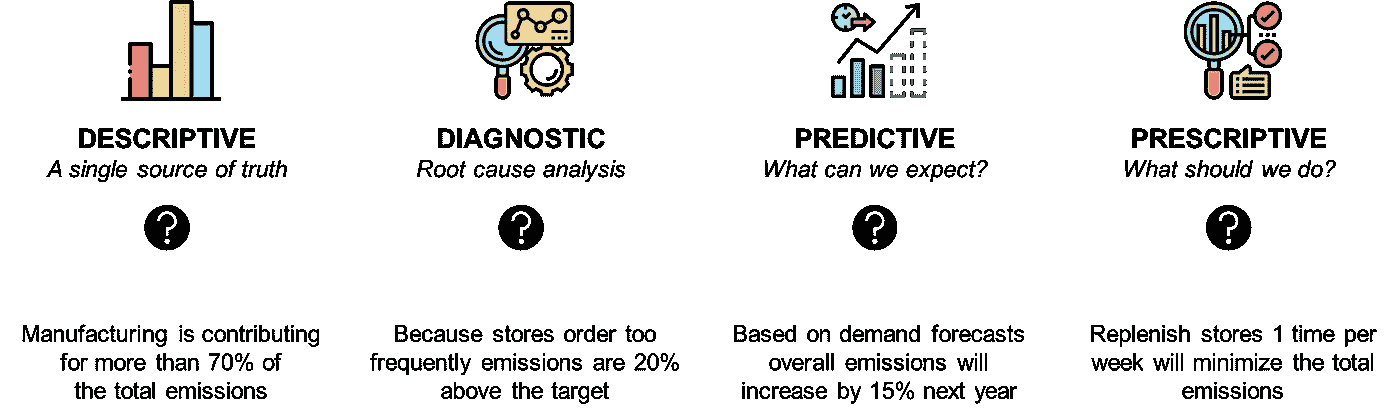 DESCRIPTIVE
A single source of truth
?
Manufacturing is contributing
for more than 70% of
the total emissions
DIAGNOSTIC
Root cause analysis
?
Because stores order too
frequently emissions are 20%
above the target
PREDICTIVE
What can we expect?
?
Based on demand forecasts
overall emissions will
increase by 15% next year
PRESCRIPTIVE
What should we do?
?
Replenish stores 1 time per
week will minimize the total
emissions